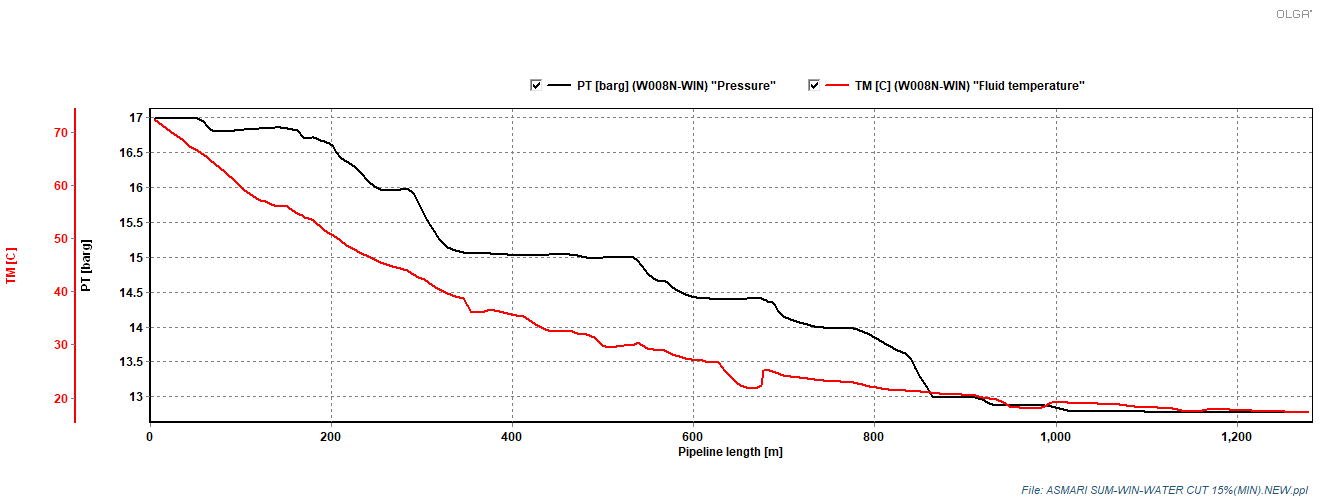 OLGA
PT [barg] (W008N-WIN) "Pressure"
TM [C] (W008N-WIN) "Fluid temperature"
TM [C]
70
60
50
40
30
20
PT [barg]
17
16.5
16
15.5
15
14.5
14
13.5
13
0 200 400 600 800 1,000 1,200
Pipeline length [m]
File: ASMARI SUM-WIN-WATER CUT 15%(MIN).NEW.ppl